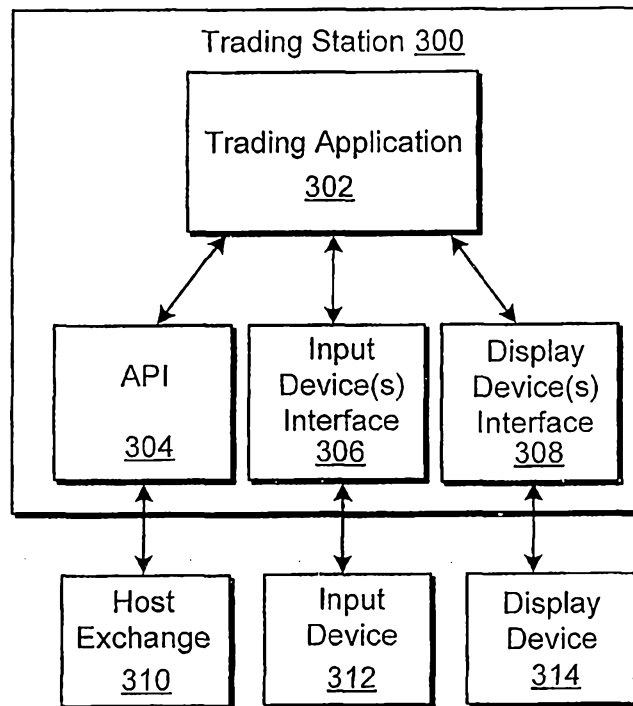 Trading Station 300
Trading Application
302
API
304
Input
Device(s)
Interface
306
Display
Device(s)
Interface
308
Host
Exchange
310
Input
Device
312
Display
Device
314